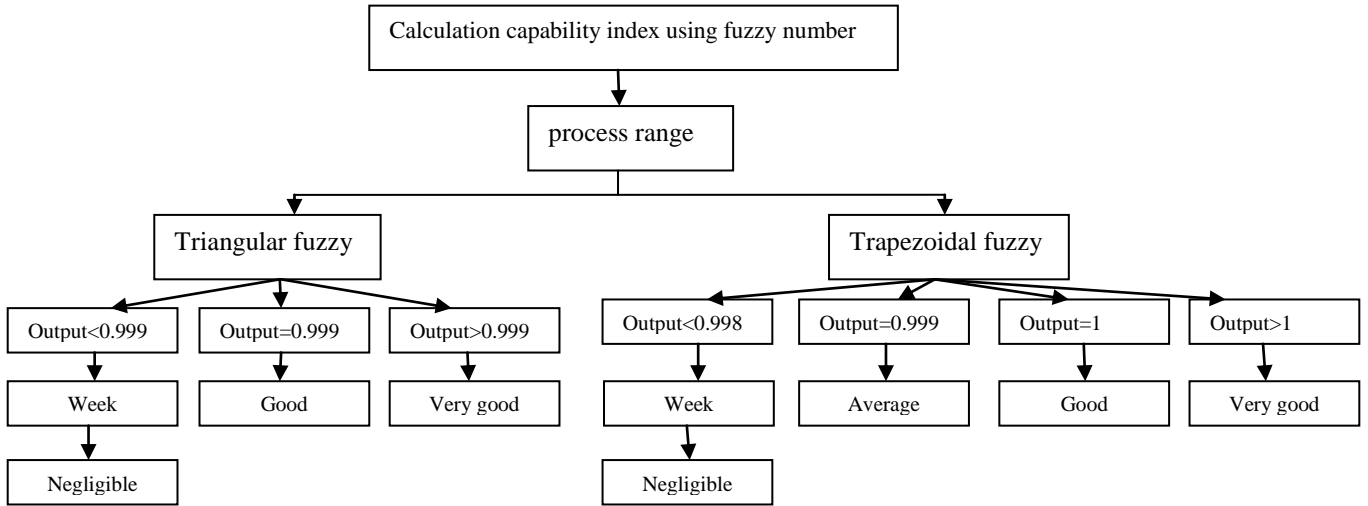 Calculation capability index using fuzzy number
process range
Triangular fuzzy
Trapezoidal fuzzy
Output<0.999
Output=0.999
Output>0.999
Output<0.998
Output=0.999
Output=1
Output>1
Week
Good
Very good
Week
Average
Good
Very good
Negligible
Negligible